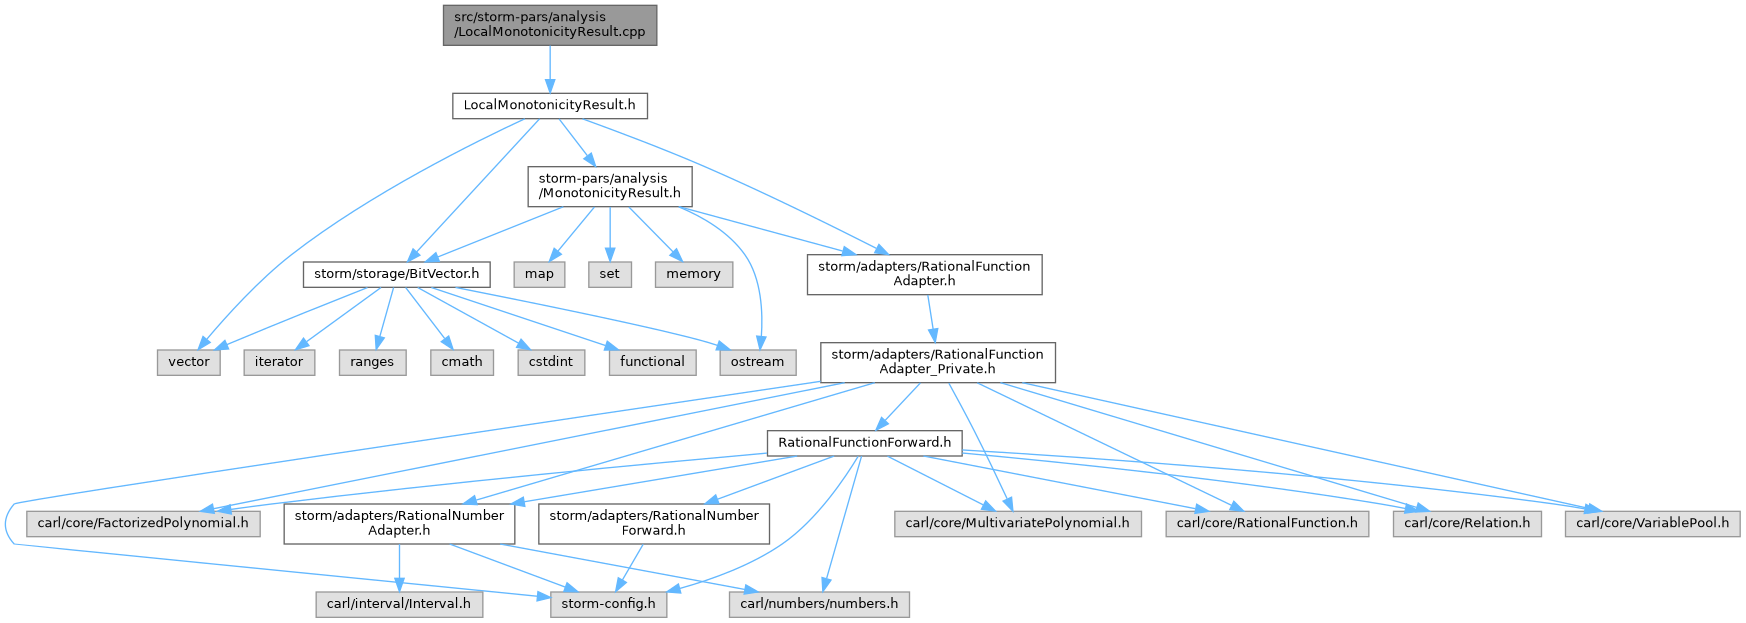 src/storm-pars/analysis
/LocalMonotonicityResult.cpp
LocalMonotonicityResult.h
storm-pars/analysis
/MonotonicityResult.h
storm/storage/BitVector.h
map
set
memory
storm/adapters/RationalFunction
Adapter.h
vector
iterator
ranges
cmath
cstdint
functional
ostream
storm/adapters/RationalFunction
Adapter_Private.h
RationalFunctionForward.h
carl/core/FactorizedPolynomial.h
storm/adapters/RationalNumber
Adapter.h
storm/adapters/RationalNumber
Forward.h
carl/core/MultivariatePolynomial.h
carl/core/RationalFunction.h
carl/core/Relation.h
carl/core/VariablePool.h
carl/interval/Interval.h
storm-config.h
carl/numbers/numbers.h